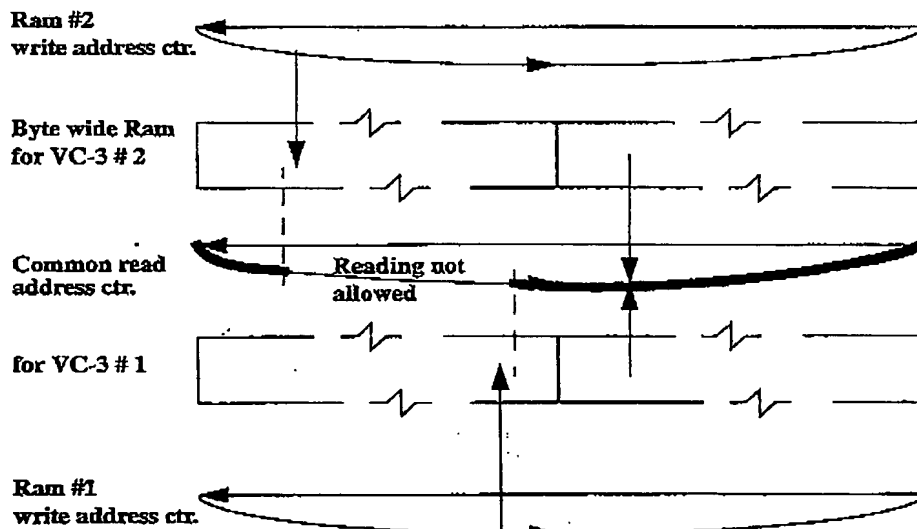 Ram #2
write address ctr.
Byte wide Ram
for VC-3 # 2
Common read
address ctr.
Reading not
allowed
for VC-3 # 1
Ram #1
write address ctr.